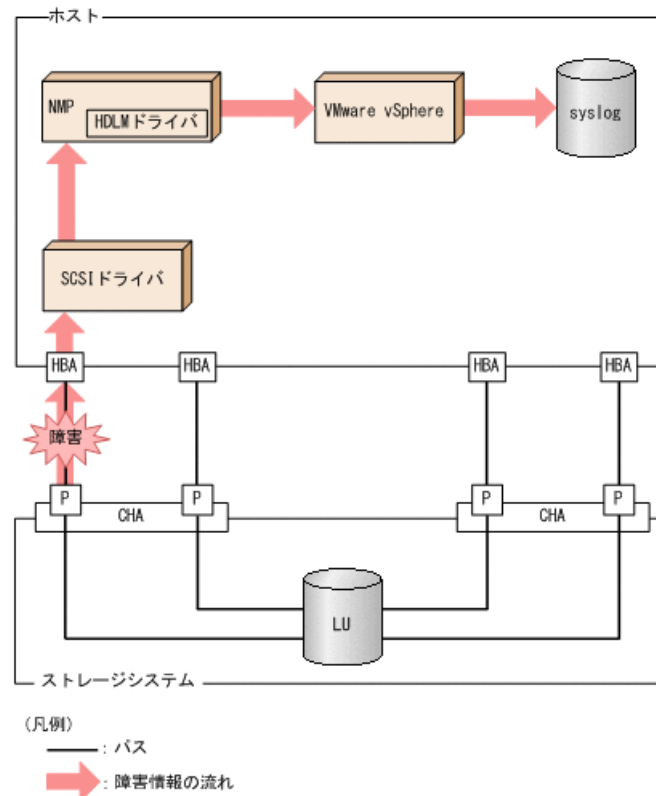 ホスト
NMP
HDLMドライバ
VMware vSphere
syslog
SCSIドライバ
HBA
HBA
HBA
HBA
障害
P
P
P
P
CHA
CHA
LU
ストレージシステム
(凡例)
: パス
: 障害情報の流れ